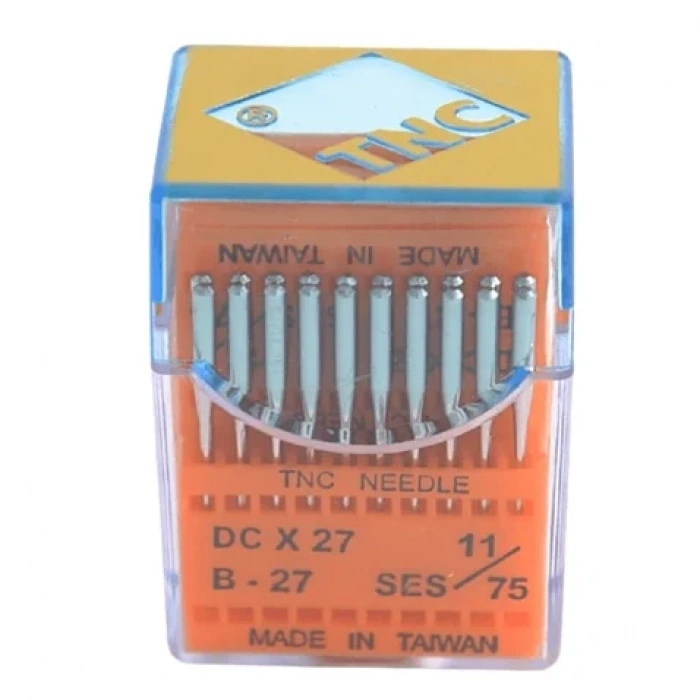 ®
TNC
MADE IN TAIWAN
TNC NEEDLE
DC X 27 11/75
B - 27 SES
MADE IN TAIWAN